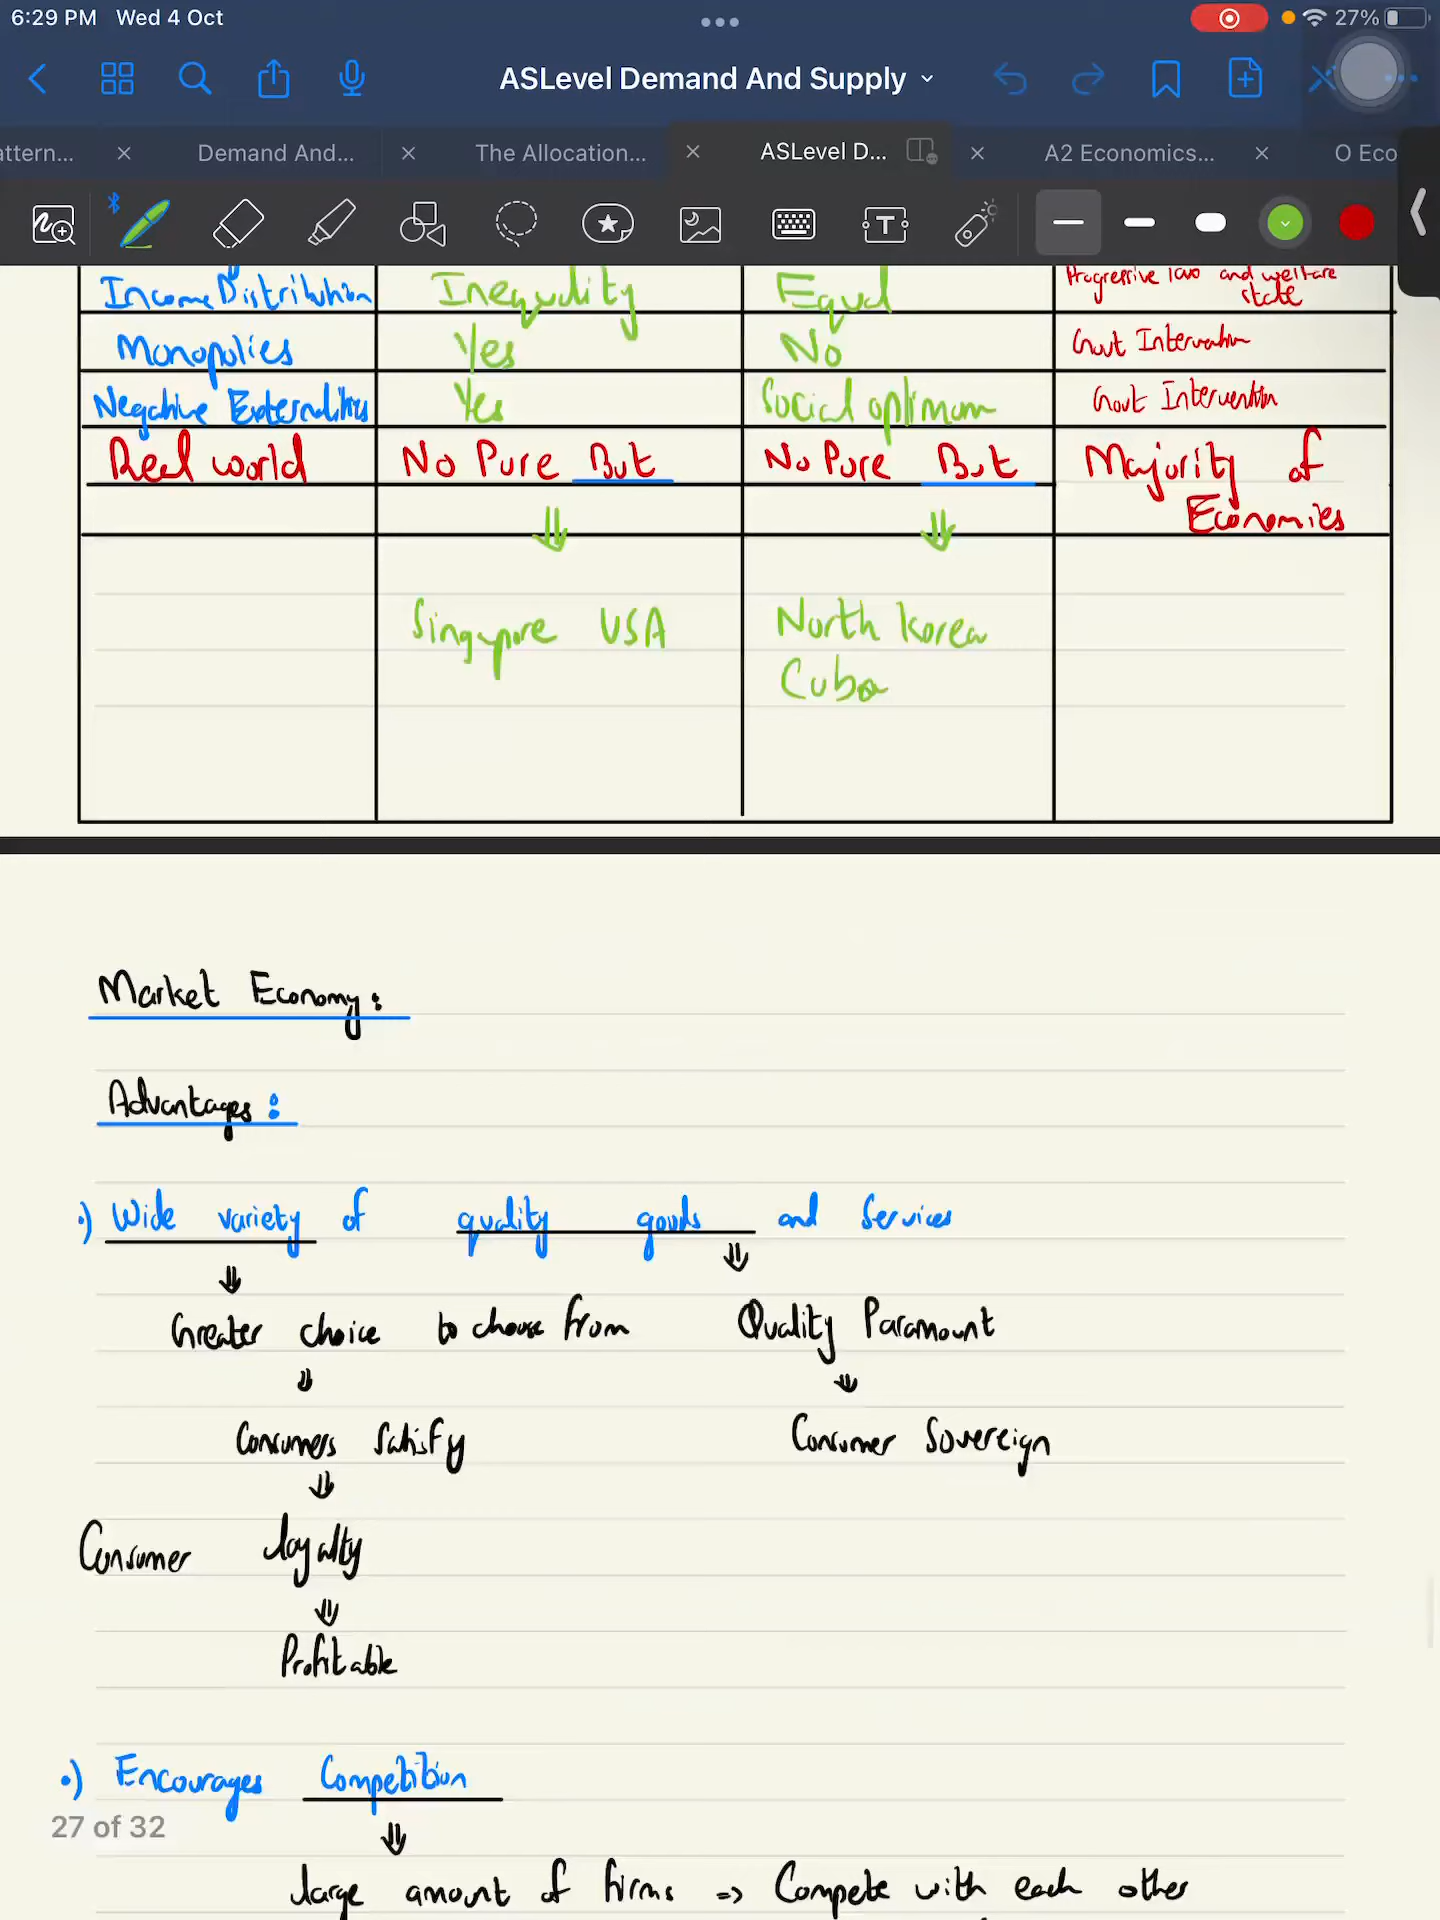 6:29 PM Wed 4 Oct
27%
ASLevel Demand And Supply
attern...
Demand And...
The Allocation...
ASLevel D...
A2 Economics...
O Eco
Income Distribution Inequality Equal Progressive and welfare state
Monopolies Yes No Govt Intervention
Negative Externalities Yes Social optimum Govt Intervention
Real world No Pure But No Pure But Majority of
Economies
Singapore USA North Korea
Cuba
Market Economy:
Advantages:
•) Wide variety of quality goods and Services
Greater choice to choose from Quality Paramount
Consumers Satisfy Consumer Sovereign
Consumer loyalty
Profitable
•) Encourages Competition
27 of 32
large amount of firms => Compete with each other